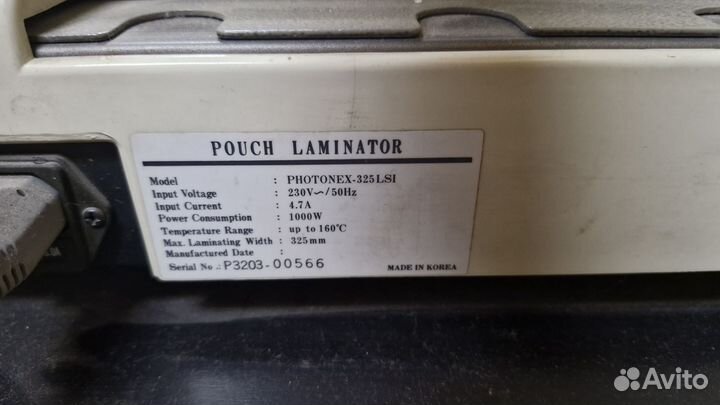 POUCH LAMINATOR
Model : PHOTONEX-325LSI
Input Voltage : 230V~/50Hz
Input Current : 4.7A
Power Consumption : 1000W
Temperature Range : up to 160℃
Max. Laminating Width : 325mm
Manufactured Date :
Serial No .: P3203-00566 MADE IN KOREA
Avito